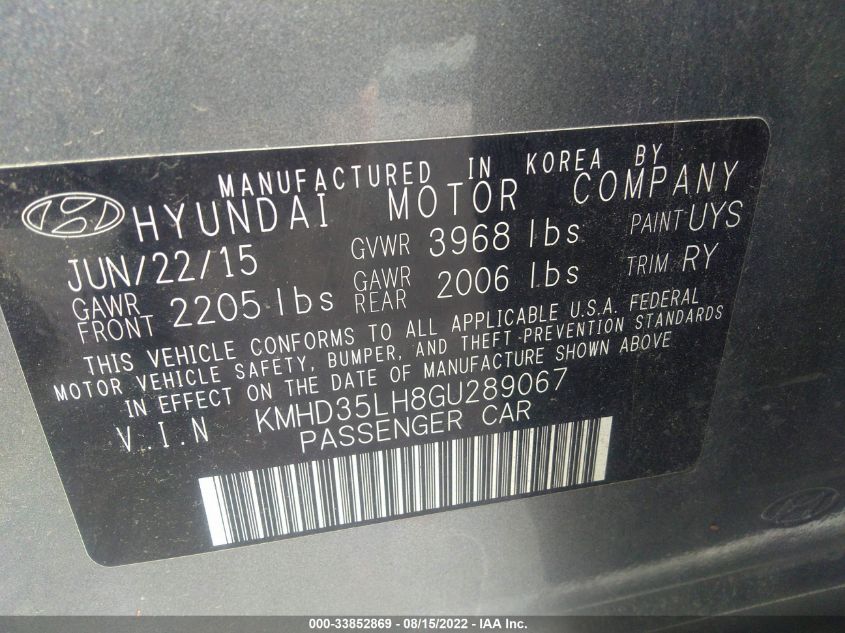 MANUFACTURED IN KOREA BY
HYUNDAI MOTOR COMPANY
JUN/22/15 GVWR 3968 lbs PAINT UYS
GAWR FRONT 2205 lbs GAWR REAR 2006 lbs TRIM RY
THIS VEHICLE CONFORMS TO ALL APPLICABLE U.S.A. FEDERAL
MOTOR VEHICLE SAFETY, BUMPER, AND THEFT-PREVENTION STANDARDS
IN EFFECT ON THE DATE OF MANUFACTURE SHOWN ABOVE
V.I.N KMHD35LH8GU289067
PASSENGER CAR
000-33852869 - 08/15/2022 - IAA Inc.